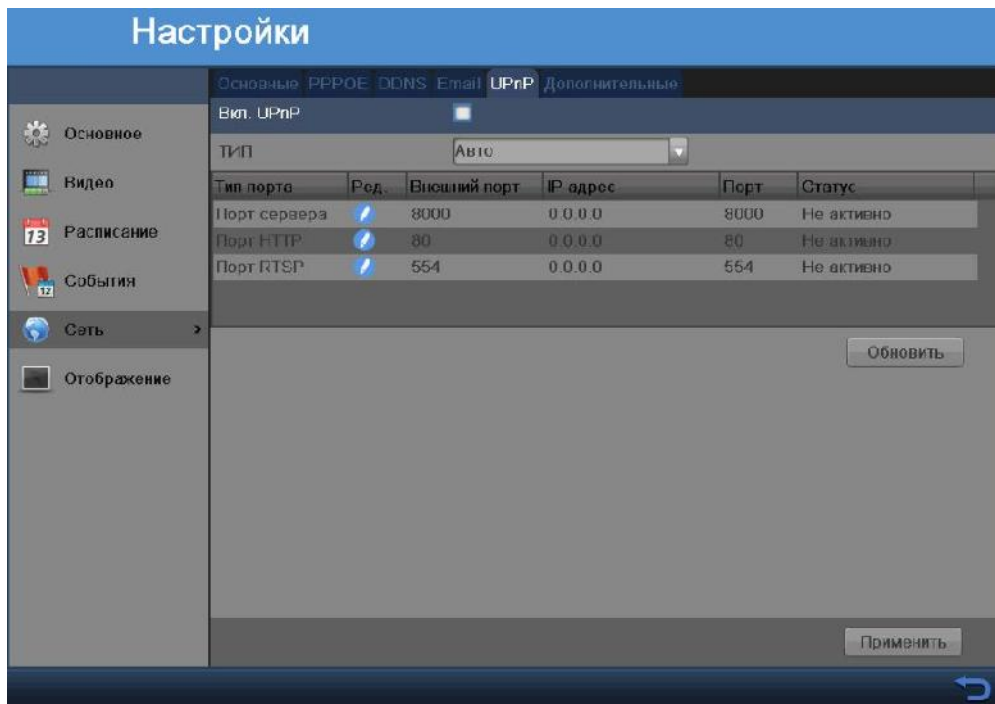 Настройки
Основные PPPOE DDNS Email UPnP Дополнительные
Вкл. UPnP
Основное
ТИП Авто
Видео
Тип порта Ред. Внешний порт IP адрес Порт Статус
Порт сервера 8000 0.0.0.0 8000 Не активно
13 Расписание
Порт HTTP 80 0.0.0.0 80 Не активно
Порт RTSP 554 0.0.0.0 554 Не активно
12 События
Сеть >
Обновить
Отображение
Применить